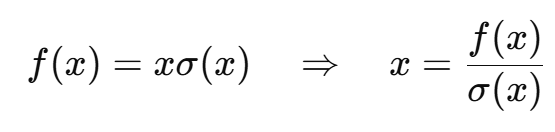 f(x) = xσ(x) ⇒ x = f(x)/σ(x)